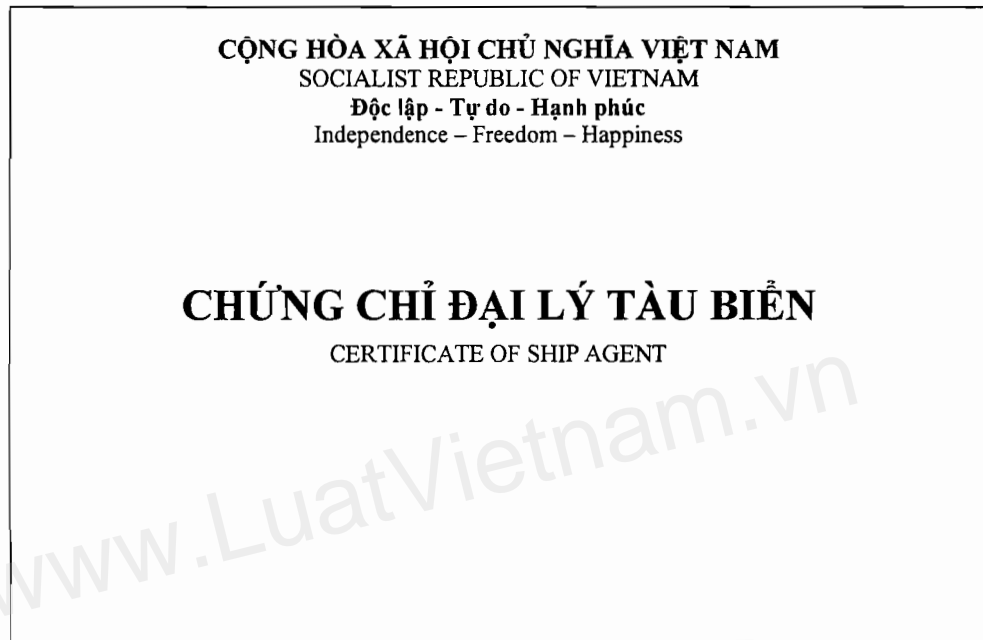 CỘNG HÒA XÃ HỘI CHỦ NGHĨA VIỆT NAM
SOCIALIST REPUBLIC OF VIETNAM
Độc lập - Tự do - Hạnh phúc
Independence – Freedom – Happiness
CHỨNG CHỈ ĐẠI LÝ TÀU BIỂN
CERTIFICATE OF SHIP AGENT
www.LuatVietnam.vn